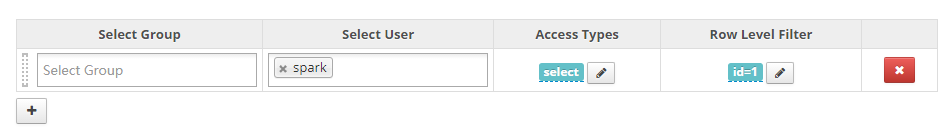 Select Group Select User Access Types Row Level Filter
Select Group × spark select id=1 ×
+